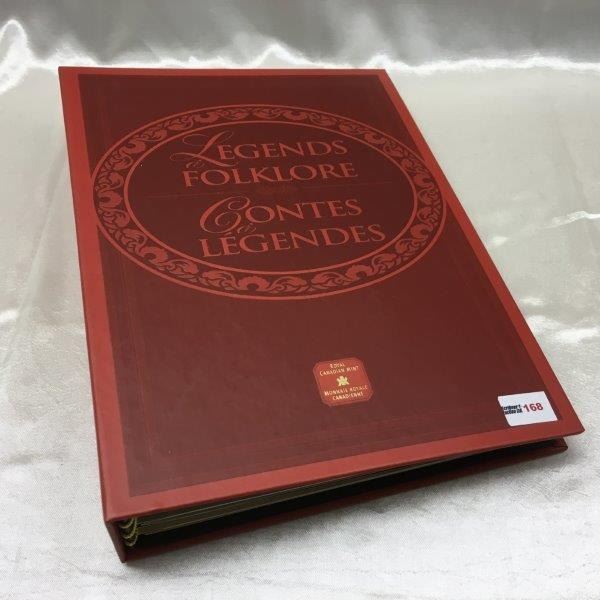 LEGENDS
& FOLKLORE
CONTES
& LÉGENDES
ROYAL
CANADIAN MINT
MONNAIE ROYALE
CANADIENNE
168